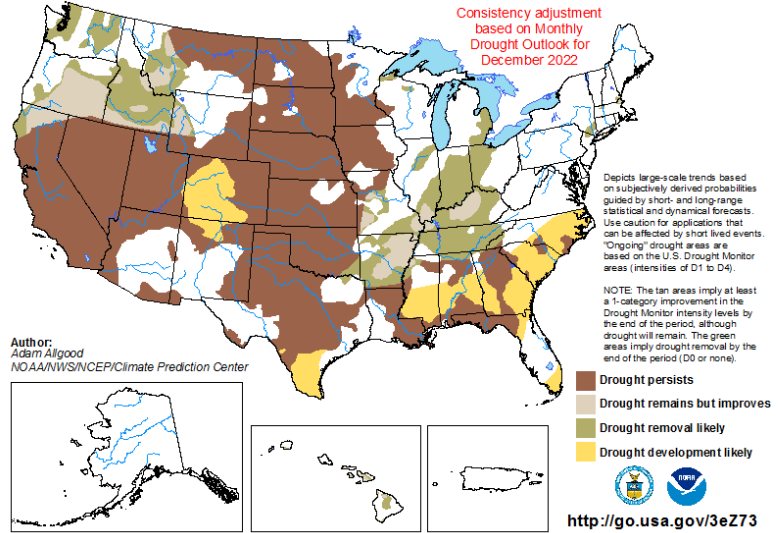 Consistency adjustment
based on Monthly
Drought Outlook for
December 2022
Depicts large-scale trends based
on subjectively derived probabilities
guided by short- and long-range
statistical and dynamical forecasts.
Use caution for applications that
can be affected by short lived events.
"Ongoing" drought areas are
based on the U.S. Drought Monitor
areas (intensities of D1 to D4).
NOTE: The tan areas imply at least
a 1-category improvement in the
Drought Monitor intensity levels by
the end of the period, although
drought will remain. The green
areas imply drought removal by the
end of the period (D0 or none).
Author:
Adam Allgood
NOAA/NWS/NCEP/Climate Prediction Center
Drought persists
Drought remains but improves
Drought removal likely
Drought development likely
NOAA
http://go.usa.gov/3eZ73